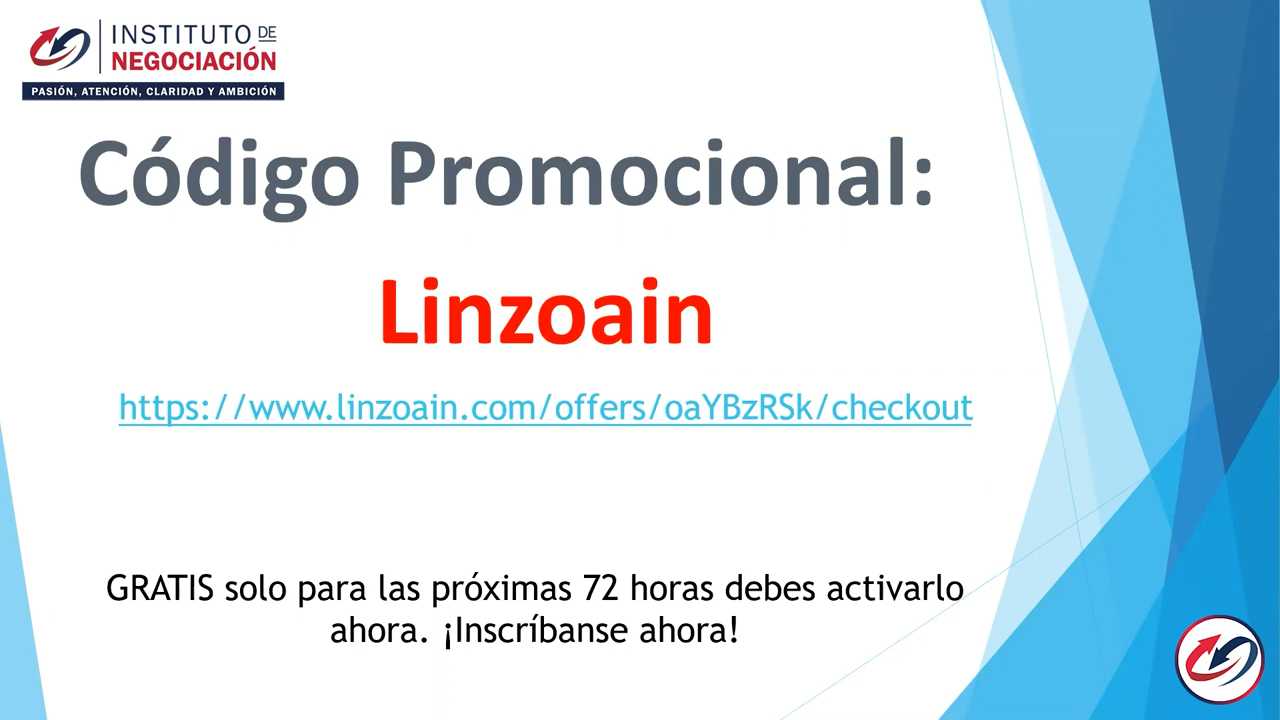 INSTITUTO DE
NEGOCIACIÓN
PASIÓN, ATENCIÓN, CLARIDAD Y AMBICIÓN
Código Promocional:
Linzoain
https://www.linzoain.com/offers/oaYBzRSk/checkout
GRATIS solo para las próximas 72 horas debes activarlo
ahora. ¡Inscríbanse ahora!